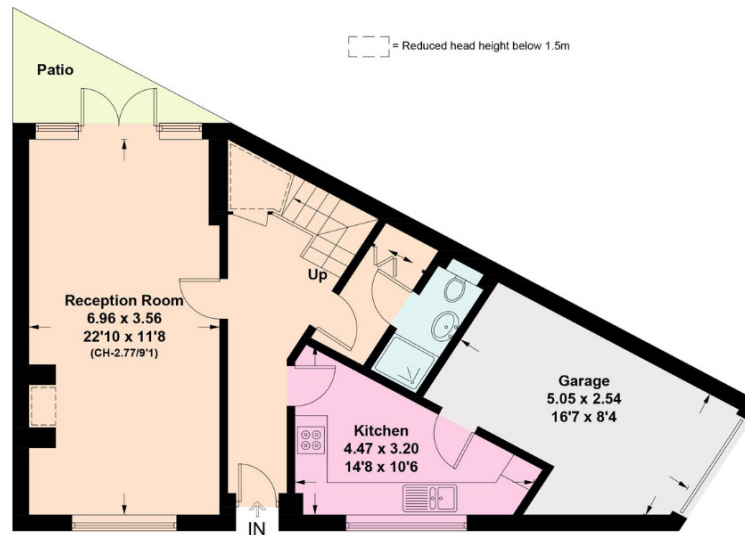 = Reduced head height below 1.5m
Patio
Reception Room
6.96 x 3.56
22'10 x 11'8
(CH-2.77/9'1)
Up
Garage
5.05 x 2.54
16'7 x 8'4
Kitchen
4.47 x 3.20
14'8 x 10'6
IN